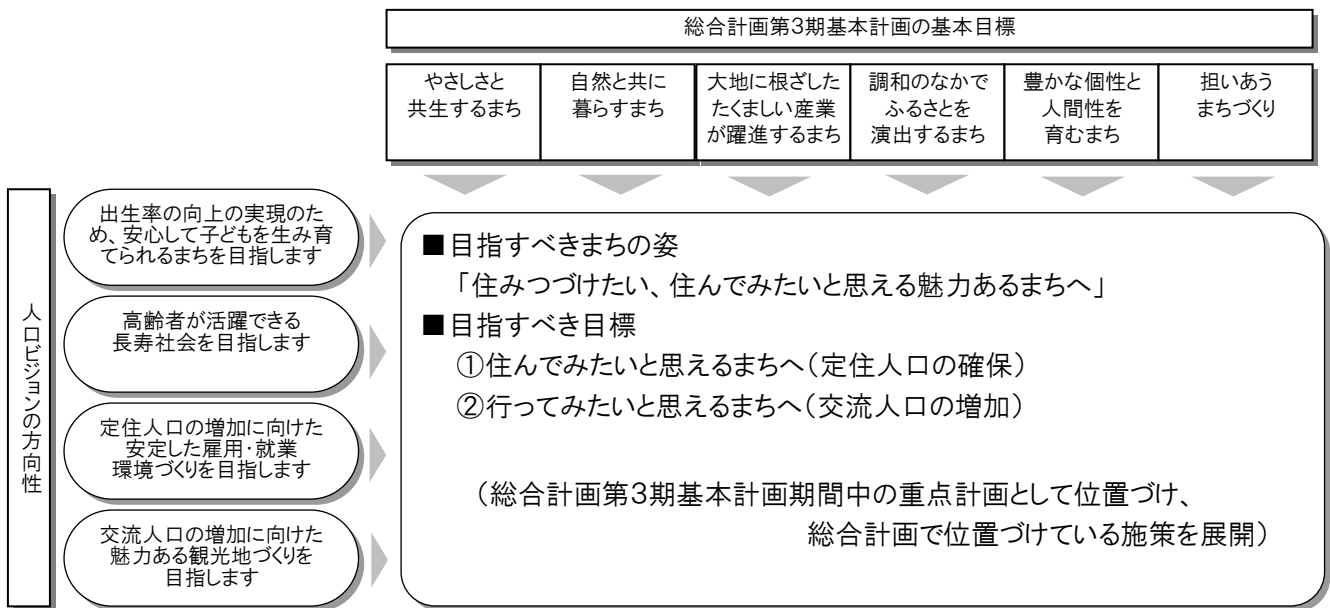 総合計画第3期基本計画の基本目標
やさしさと
共生するまち
自然と共に
暮らすまち
大地に根ざした
たくましい産業
が躍進するまち
調和のなかで
ふるさとを
演出するまち
豊かな個性と
人間性を
育むまち
担いあう
まちづくり
人口ビジョンの方向性
出生率の向上の実現のた
め、安心して子どもを生み育
てられるまちを目指します
高齢者が活躍できる
長寿社会を目指します
定住人口の増加に向けた
安定した雇用・就業
環境づくりを目指します
交流人口の増加に向けた
魅力ある観光地づくりを
目指します
■目指すべきまちの姿
「住みつづけたい、住んでみたいと思える魅力あるまちへ」
■目指すべき目標
①住んでみたいと思えるまちへ（定住人口の確保）
②行ってみたいと思えるまちへ（交流人口の増加）
（総合計画第3期基本計画期間中の重点計画として位置づけ、
総合計画で位置づけている施策を展開）